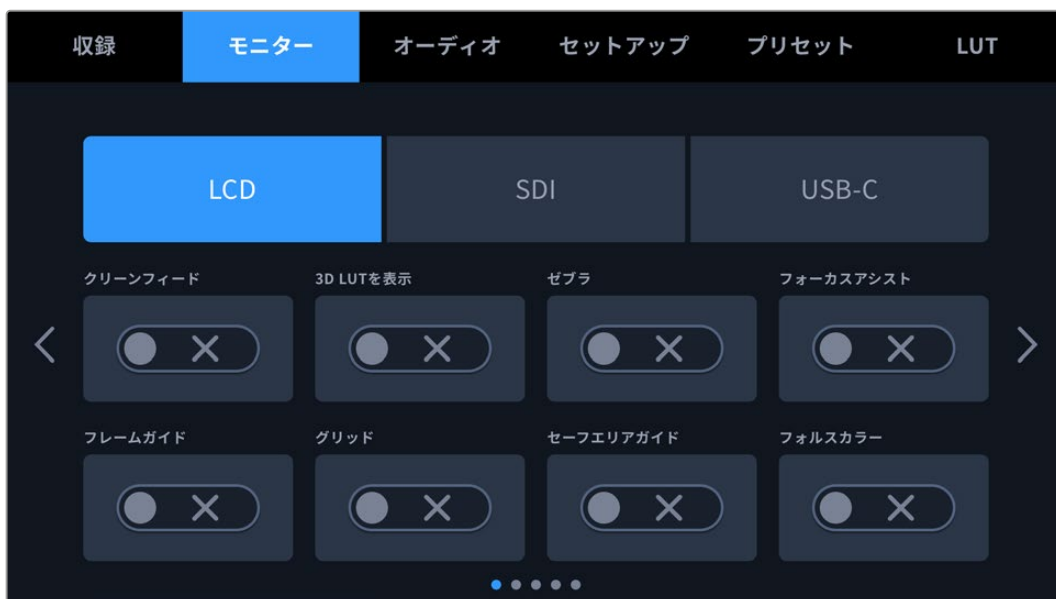 収録 モニター オーディオ セットアップ プリセット LUT
LCD SDI USB-C
クリーンフィード 3D LUTを表示 ゼブラ フォーカスアシスト
フレームガイド グリッド セーフエリアガイド フォルスカラー